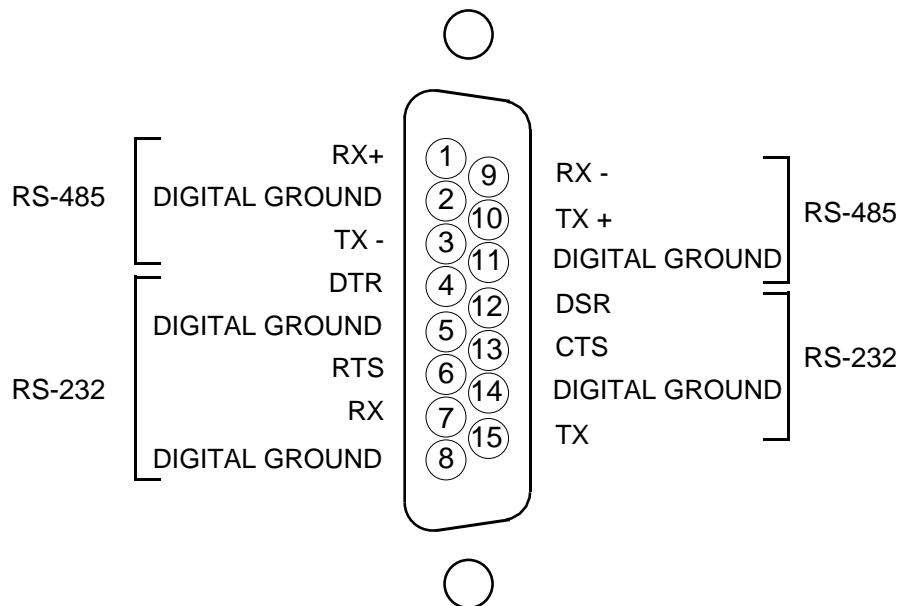 RS-485
RX+
DIGITAL GROUND
TX -
RS-232
DTR
DIGITAL GROUND
RTS
RX
DIGITAL GROUND
1
2
3
4
5
6
7
8
9
10
11
12
13
14
15
RX -
TX +
DIGITAL GROUND
RS-485
DSR
CTS
DIGITAL GROUND
TX
RS-232